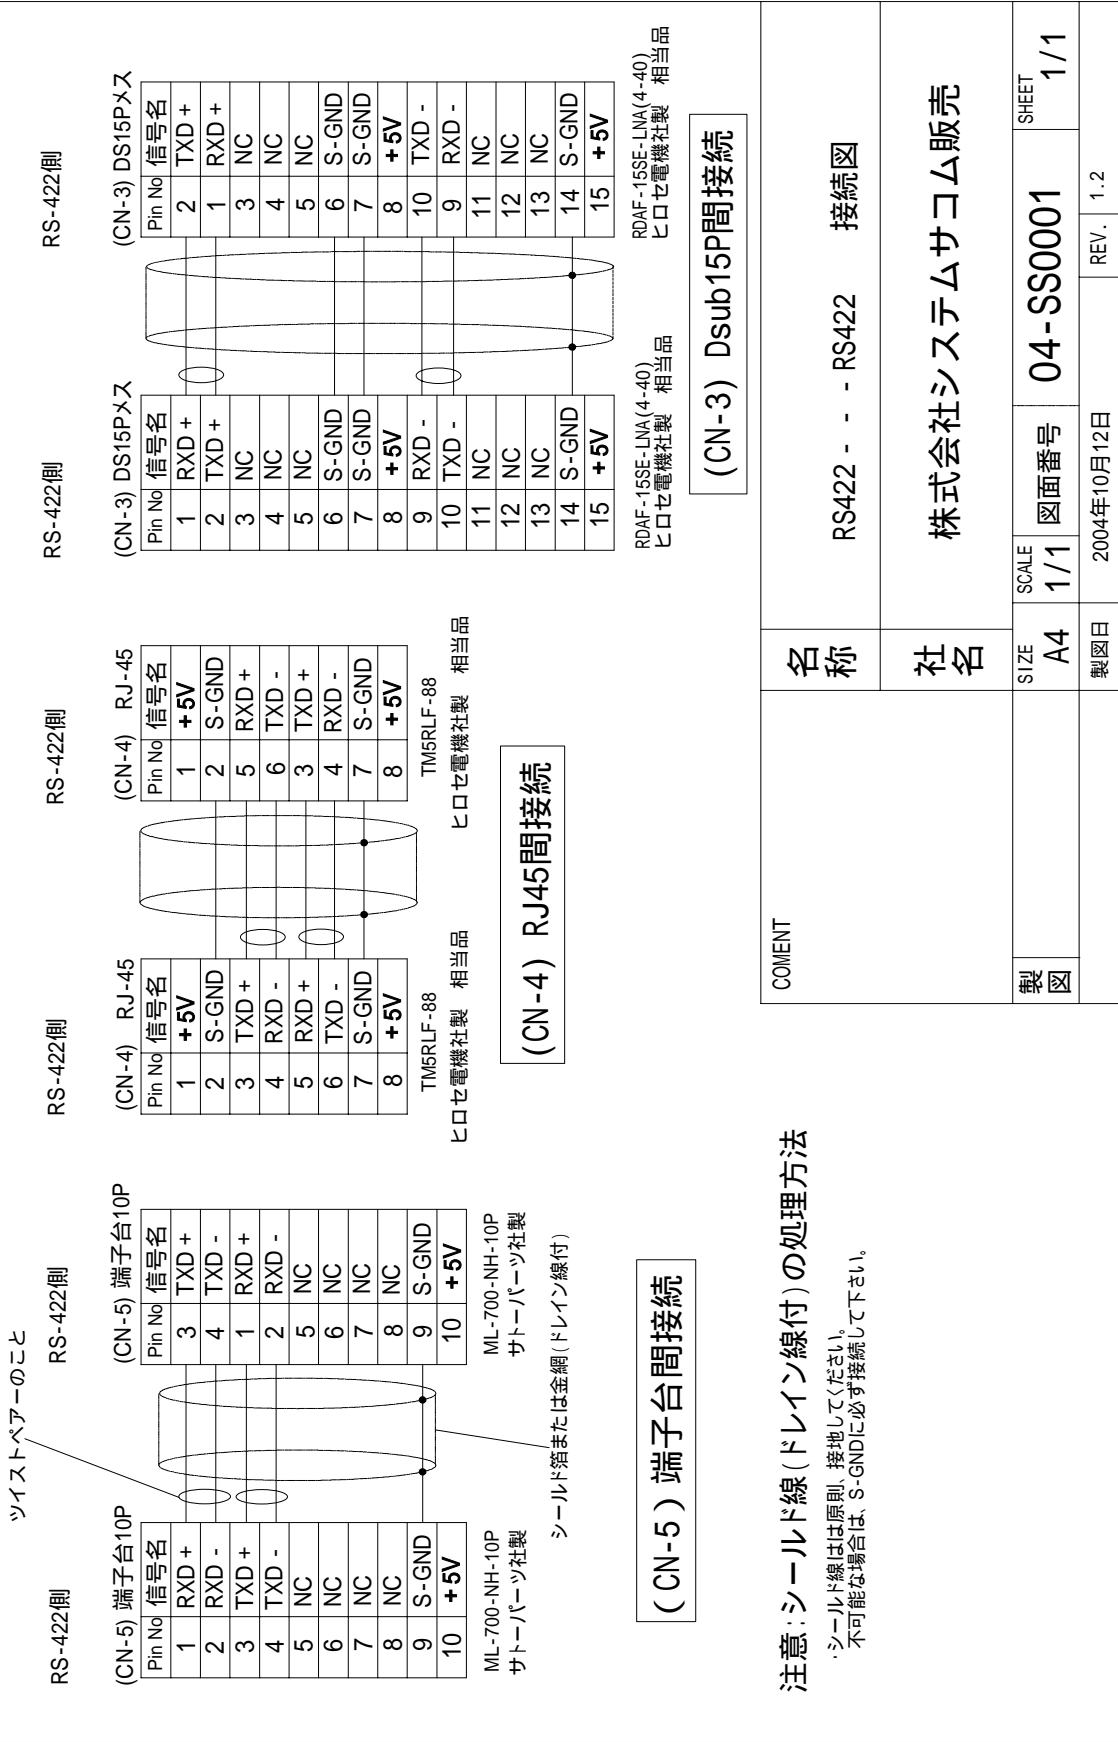 ツイストペアーのこと
RS-422側
RS-422側
(CN-5) 端子台10P
(CN-5) 端子台10P
Pin No 信号名
1 RXD +
2 RXD -
3 TXD +
4 TXD -
5 NC
6 NC
7 NC
8 NC
9 S-GND
10 +5V
Pin No 信号名
3 TXD +
4 TXD -
1 RXD +
2 RXD -
5 NC
6 NC
7 NC
8 NC
9 S-GND
10 +5V
ML-700-NH-10P
サトーパーツ社製
ML-700-NH-10P
サトーパーツ社製
シールド箔または金網(ドレイン線付)
( CN-5 ) 端子台間接続
RS-422側
RS-422側
(CN-4) RJ-45
(CN-4) RJ-45
Pin No 信号名
1 +5V
2 S-GND
3 TXD +
4 RXD -
5 RXD +
6 TXD -
7 S-GND
8 +5V
Pin No 信号名
1 +5V
2 S-GND
5 RXD +
6 TXD -
3 TXD +
4 RXD -
7 S-GND
8 +5V
TM5RLF-88
ヒロセ電機社製 相当品
TM5RLF-88
ヒロセ電機社製 相当品
(CN-4) RJ45間接続
RS-422側
RS-422側
(CN-3) DS15Pメス
(CN-3) DS15Pメス
Pin No 信号名
1 RXD +
2 TXD +
3 NC
4 NC
5 NC
6 S-GND
7 S-GND
8 +5V
9 RXD -
10 TXD -
11 NC
12 NC
13 NC
14 S-GND
15 +5V
Pin No 信号名
2 TXD +
1 RXD +
3 NC
4 NC
5 NC
6 S-GND
7 S-GND
8 +5V
10 TXD -
9 RXD -
11 NC
12 NC
13 NC
14 S-GND
15 +5V
RDAF-15SE-LNA(4-40)
ヒロセ電機社製 相当品
RDAF-15SE-LNA(4-40)
ヒロセ電機社製 相当品
(CN-3) Dsub15P間接続
注意:シールド線(ドレイン線付)の処理方法
・シールド線はは原則、接地してください。
不可能な場合は、S-GNDに必ず接続して下さい。
COMENT
名称 RS422 - - - RS422 接続図
社名 株式会社システムサコム販売
製図
SIZE A4
SCALE 1/1
図面番号 04-SS0001
SHEET 1/1
製図日 2004年10月12日
REV. 1.2